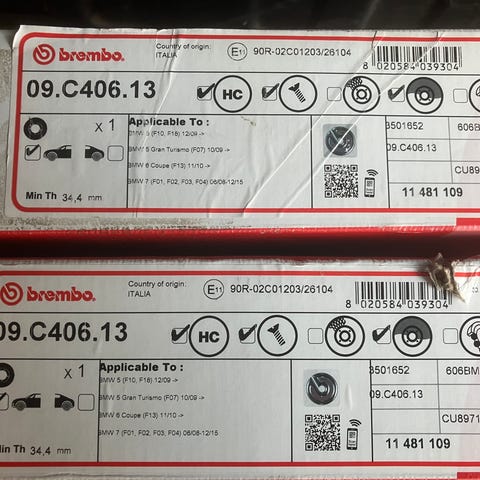 brembo.
Country of origin:
ITALIA
E11
90R-02C01203/26104
8 020584 039304
09.C406.13
HC
x 1
Applicable To :
BMW 5 (F10, F18) 12/09 ->
BMW 5 Gran Turismo (F07) 10/09 ->
BMW 6 Coupe (F13) 11/10 ->
BMW 7 (F01, F02, F03, F04) 06/08-12/15
Min Th 34,4 mm
3501652
606B
09.C406.13
CU89
11 481 109
brembo.
Country of origin:
ITALIA
E11
90R-02C01203/26104
8 020584 039304
09.C406.13
HC
x 1
Applicable To :
BMW 5 (F10, F18) 12/09 ->
BMW 5 Gran Turismo (F07) 10/09 ->
BMW 6 Coupe (F13) 11/10 ->
BMW 7 (F01, F02, F03, F04) 06/08-12/15
Min Th 34,4 mm
3501652
606BM
09.C406.13
CU8971
11 481 109